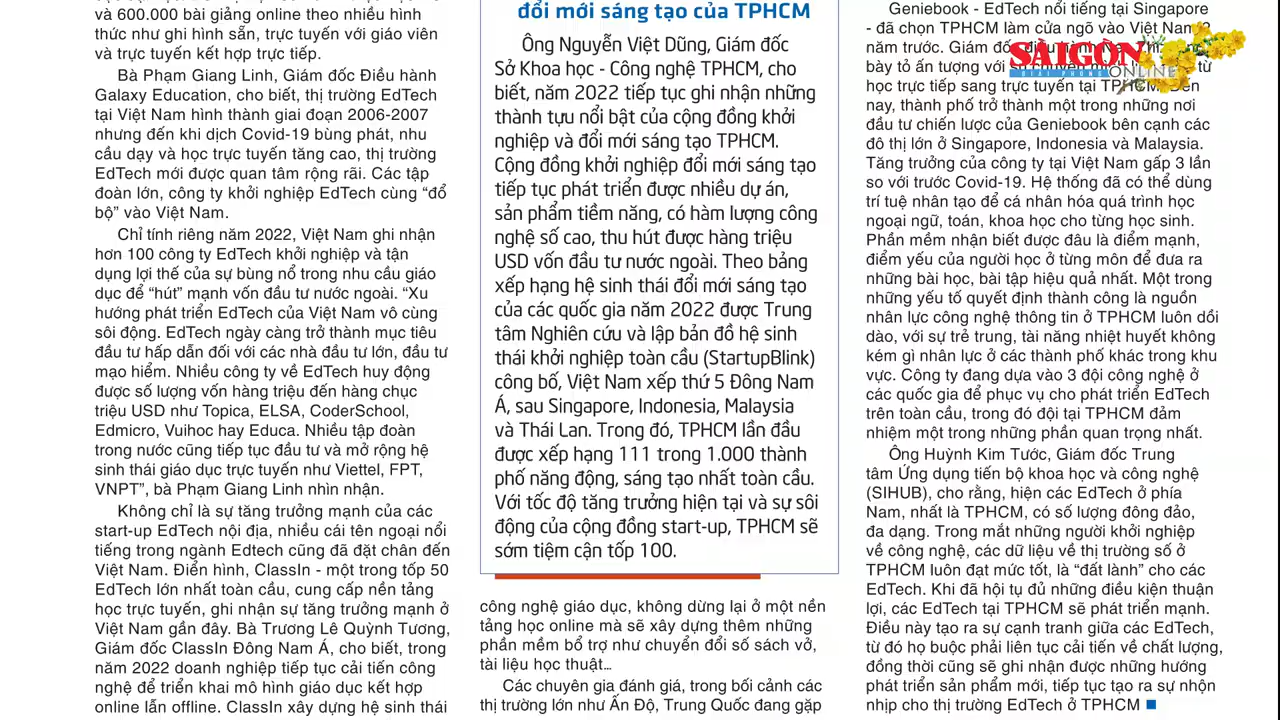 và 600.000 bài giảng online theo nhiều hình
thức như ghi hình sẵn, trực tuyến với giáo viên
và trực tuyến kết hợp trực tiếp.
Bà Phạm Giang Linh, Giám đốc Điều hành
Galaxy Education, cho biết, thị trường EdTech
tại Việt Nam hình thành giai đoạn 2006-2007
nhưng đến khi dịch Covid-19 bùng phát, nhu
cầu dạy và học trực tuyến tăng cao, thị trường
EdTech mới được quan tâm rộng rãi. Các tập
đoàn lớn, công ty khởi nghiệp EdTech cùng “đổ
bộ” vào Việt Nam.
Chỉ tính riêng năm 2022, Việt Nam ghi nhận
hơn 100 công ty EdTech khởi nghiệp và tận
dụng lợi thế của sự bùng nổ trong nhu cầu giáo
dục để “hút” mạnh vốn đầu tư nước ngoài. “Xu
hướng phát triển EdTech của Việt Nam vô cùng
sôi động. EdTech ngày càng trở thành mục tiêu
đầu tư hấp dẫn đối với các nhà đầu tư lớn, đầu tư
mạo hiểm. Nhiều công ty về EdTech huy động
được số lượng vốn hàng triệu đến hàng chục
triệu USD như Topica, ELSA, CoderSchool,
Edmicro, Vuihoc hay Educa. Nhiều tập đoàn
trong nước cũng tiếp tục đầu tư và mở rộng hệ
sinh thái giáo dục trực tuyến như Viettel, FPT,
VNPT”, bà Phạm Giang Linh nhìn nhận.
Không chỉ là sự tăng trưởng mạnh của các
start-up EdTech nội địa, nhiều cái tên ngoại nổi
tiếng trong ngành Edtech cũng đã đặt chân đến
Việt Nam. Điển hình, ClassIn - một trong tốp 50
EdTech lớn nhất toàn cầu, cung cấp nền tảng
học trực tuyến, ghi nhận sự tăng trưởng mạnh ở
Việt Nam gần đây. Bà Trương Lê Quỳnh Tương,
Giám đốc ClassIn Đông Nam Á, cho biết, trong
năm 2022 doanh nghiệp tiếp tục cải tiến công
nghệ để triển khai mô hình giáo dục kết hợp
online lẫn offline. ClassIn xây dựng hệ sinh thái
đổi mới sáng tạo của TPHCM
Ông Nguyễn Việt Dũng, Giám đốc
Sở Khoa học - Công nghệ TPHCM, cho
biết, năm 2022 tiếp tục ghi nhận những
thành tựu nổi bật của cộng đồng khởi
nghiệp và đổi mới sáng tạo TPHCM.
Cộng đồng khởi nghiệp đổi mới sáng tạo
tiếp tục phát triển được nhiều dự án,
sản phẩm tiềm năng, có hàm lượng công
nghệ số cao, thu hút được hàng triệu
USD vốn đầu tư nước ngoài. Theo bảng
xếp hạng hệ sinh thái đổi mới sáng tạo
của các quốc gia năm 2022 được Trung
tâm Nghiên cứu và lập bản đồ hệ sinh
thái khởi nghiệp toàn cầu (StartupBlink)
công bố, Việt Nam xếp thứ 5 Đông Nam
Á, sau Singapore, Indonesia, Malaysia
và Thái Lan. Trong đó, TPHCM lần đầu
được xếp hạng 111 trong 1.000 thành
phố năng động, sáng tạo nhất toàn cầu.
Với tốc độ tăng trưởng hiện tại và sự sôi
động của cộng đồng start-up, TPHCM sẽ
sớm tiệm cận tốp 100.
công nghệ giáo dục, không dừng lại ở một nền
tảng học online mà sẽ xây dựng thêm những
phần mềm bổ trợ như chuyển đổi số sách vở,
tài liệu học thuật...
Các chuyên gia đánh giá, trong bối cảnh các
thị trường lớn như Ấn Độ, Trung Quốc đang gặp
Geniebook - EdTech nổi tiếng tại Singapore
- đã chọn TPHCM làm cửa ngõ vào Việt Nam
năm trước. Giám đốc
bày tỏ ấn tượng với từ
học trực tiếp sang trực tuyến tại TPHCM. Đến
nay, thành phố trở thành một trong những nơi
đầu tư chiến lược của Geniebook bên cạnh các
đô thị lớn ở Singapore, Indonesia và Malaysia.
Tăng trưởng của công ty tại Việt Nam gấp 3 lần
so với trước Covid-19. Hệ thống đã có thể dùng
trí tuệ nhân tạo để cá nhân hóa quá trình học
ngoại ngữ, toán, khoa học cho từng học sinh.
Phần mềm nhận biết được đâu là điểm mạnh,
điểm yếu của người học ở từng môn để đưa ra
những bài học, bài tập hiệu quả nhất. Một trong
những yếu tố quyết định thành công là nguồn
nhân lực công nghệ thông tin ở TPHCM luôn dồi
dào, với sự trẻ trung, tài năng nhiệt huyết không
kém gì nhân lực ở các thành phố khác trong khu
vực. Công ty đang dựa vào 3 đội công nghệ ở
các quốc gia để phục vụ cho phát triển EdTech
trên toàn cầu, trong đó đội tại TPHCM đảm
nhiệm một trong những phần quan trọng nhất.
Ông Huỳnh Kim Tước, Giám đốc Trung
tâm Ứng dụng tiến bộ khoa học và công nghệ
(SIHUB), cho rằng, hiện các EdTech ở phía
Nam, nhất là TPHCM, có số lượng đông đảo,
đa dạng. Trong mắt những người khởi nghiệp
về công nghệ, các dữ liệu về thị trường số ở
TPHCM luôn đạt mức tốt, là “đất lành” cho các
EdTech. Khi đã hội tụ đủ những điều kiện thuận
lợi, các EdTech tại TPHCM sẽ phát triển mạnh.
Điều này tạo ra sự cạnh tranh giữa các EdTech,
từ đó họ buộc phải liên tục cải tiến về chất lượng,
đồng thời cũng sẽ ghi nhận được những hướng
phát triển sản phẩm mới, tiếp tục tạo ra sự nhộn
nhịp cho thị trường EdTech ở TPHCM
SÀIGÒN
GIẢI PHÓNG ONLINE